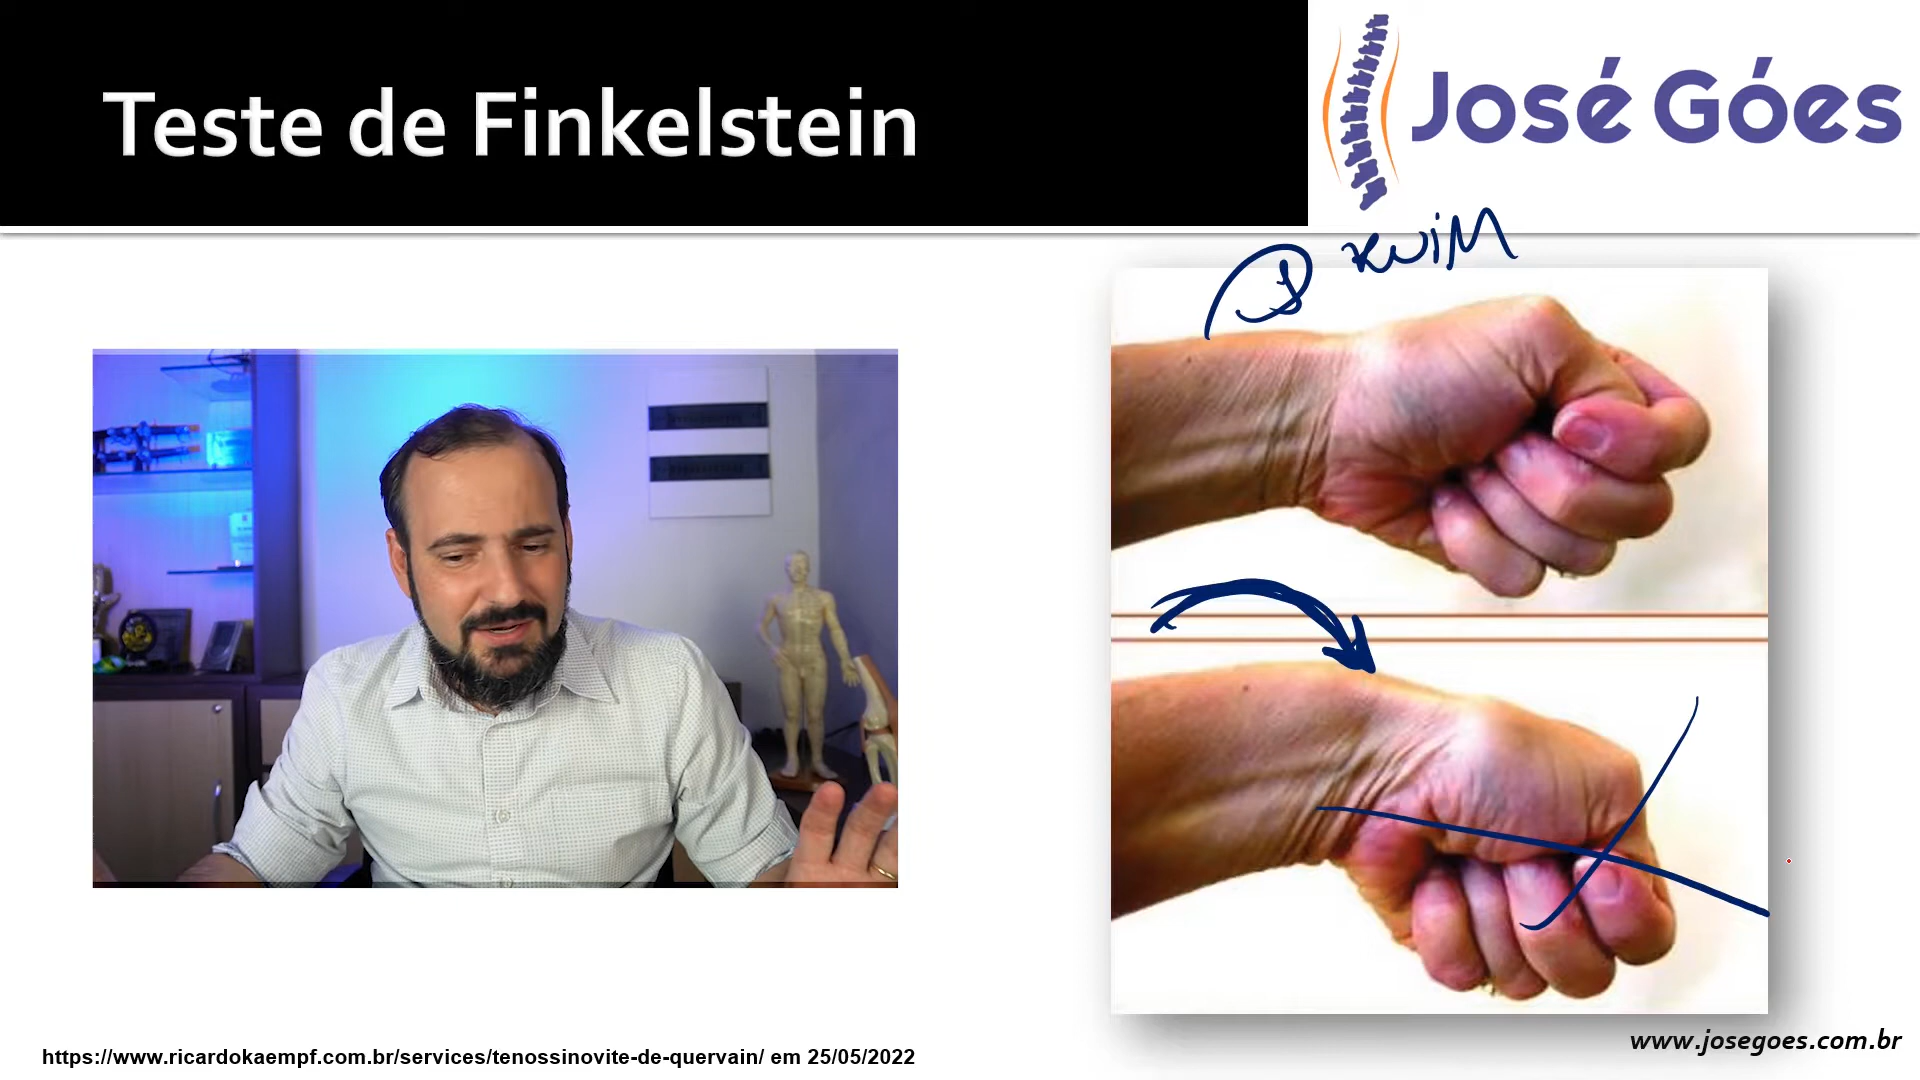 Teste de Finkelstein
José Góes
https://www.ricardokaempf.com.br/services/tenossinovite-de-quervain/ em 25/05/2022
www.josegoes.com.br